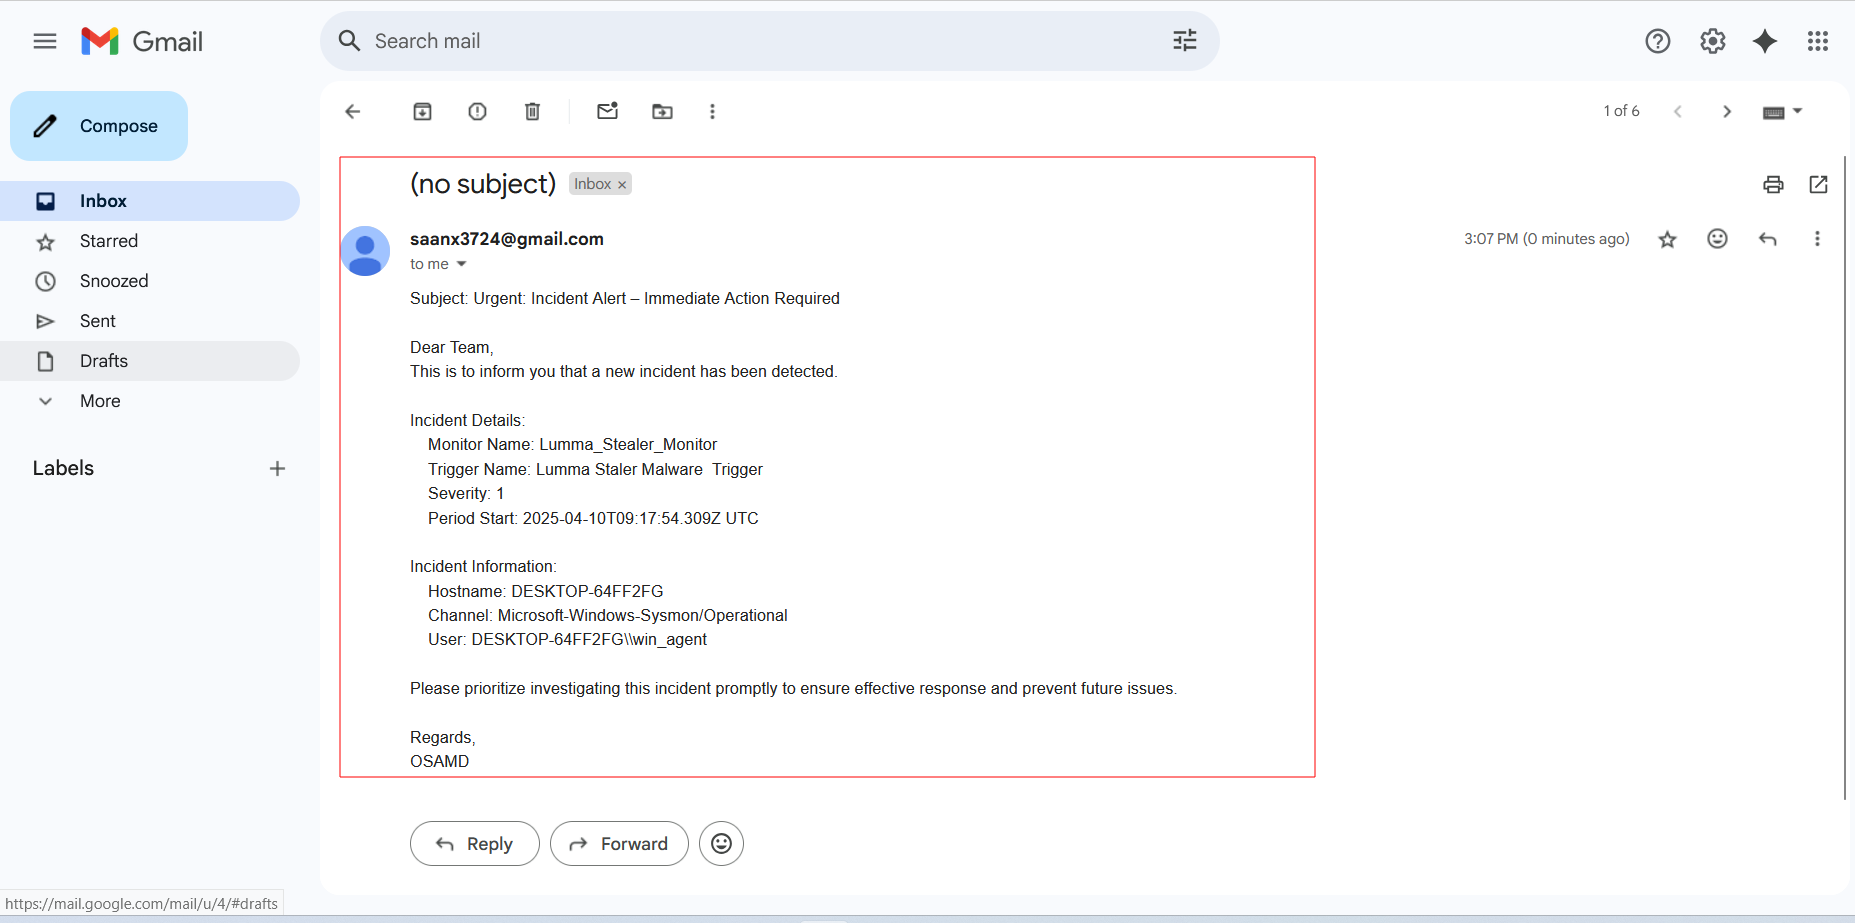 Gmail
Search mail
Compose
1 of 6
Inbox
Starred
Snoozed
Sent
Drafts
More
Labels
(no subject)
Inbox ×
saanx3724@gmail.com
3:07 PM (0 minutes ago)
to me
Subject: Urgent: Incident Alert – Immediate Action Required
Dear Team,
This is to inform you that a new incident has been detected.
Incident Details:
Monitor Name: Lumma_Stealer_Monitor
Trigger Name: Lumma Staler Malware  Trigger
Severity: 1
Period Start: 2025-04-10T09:17:54.309Z UTC
Incident Information:
Hostname: DESKTOP-64FF2FG
Channel: Microsoft-Windows-Sysmon/Operational
User: DESKTOP-64FF2FG\\win_agent
Please prioritize investigating this incident promptly to ensure effective response and prevent future issues.
Regards,
OSAMD
Reply
Forward
https://mail.google.com/mail/u/4/#drafts